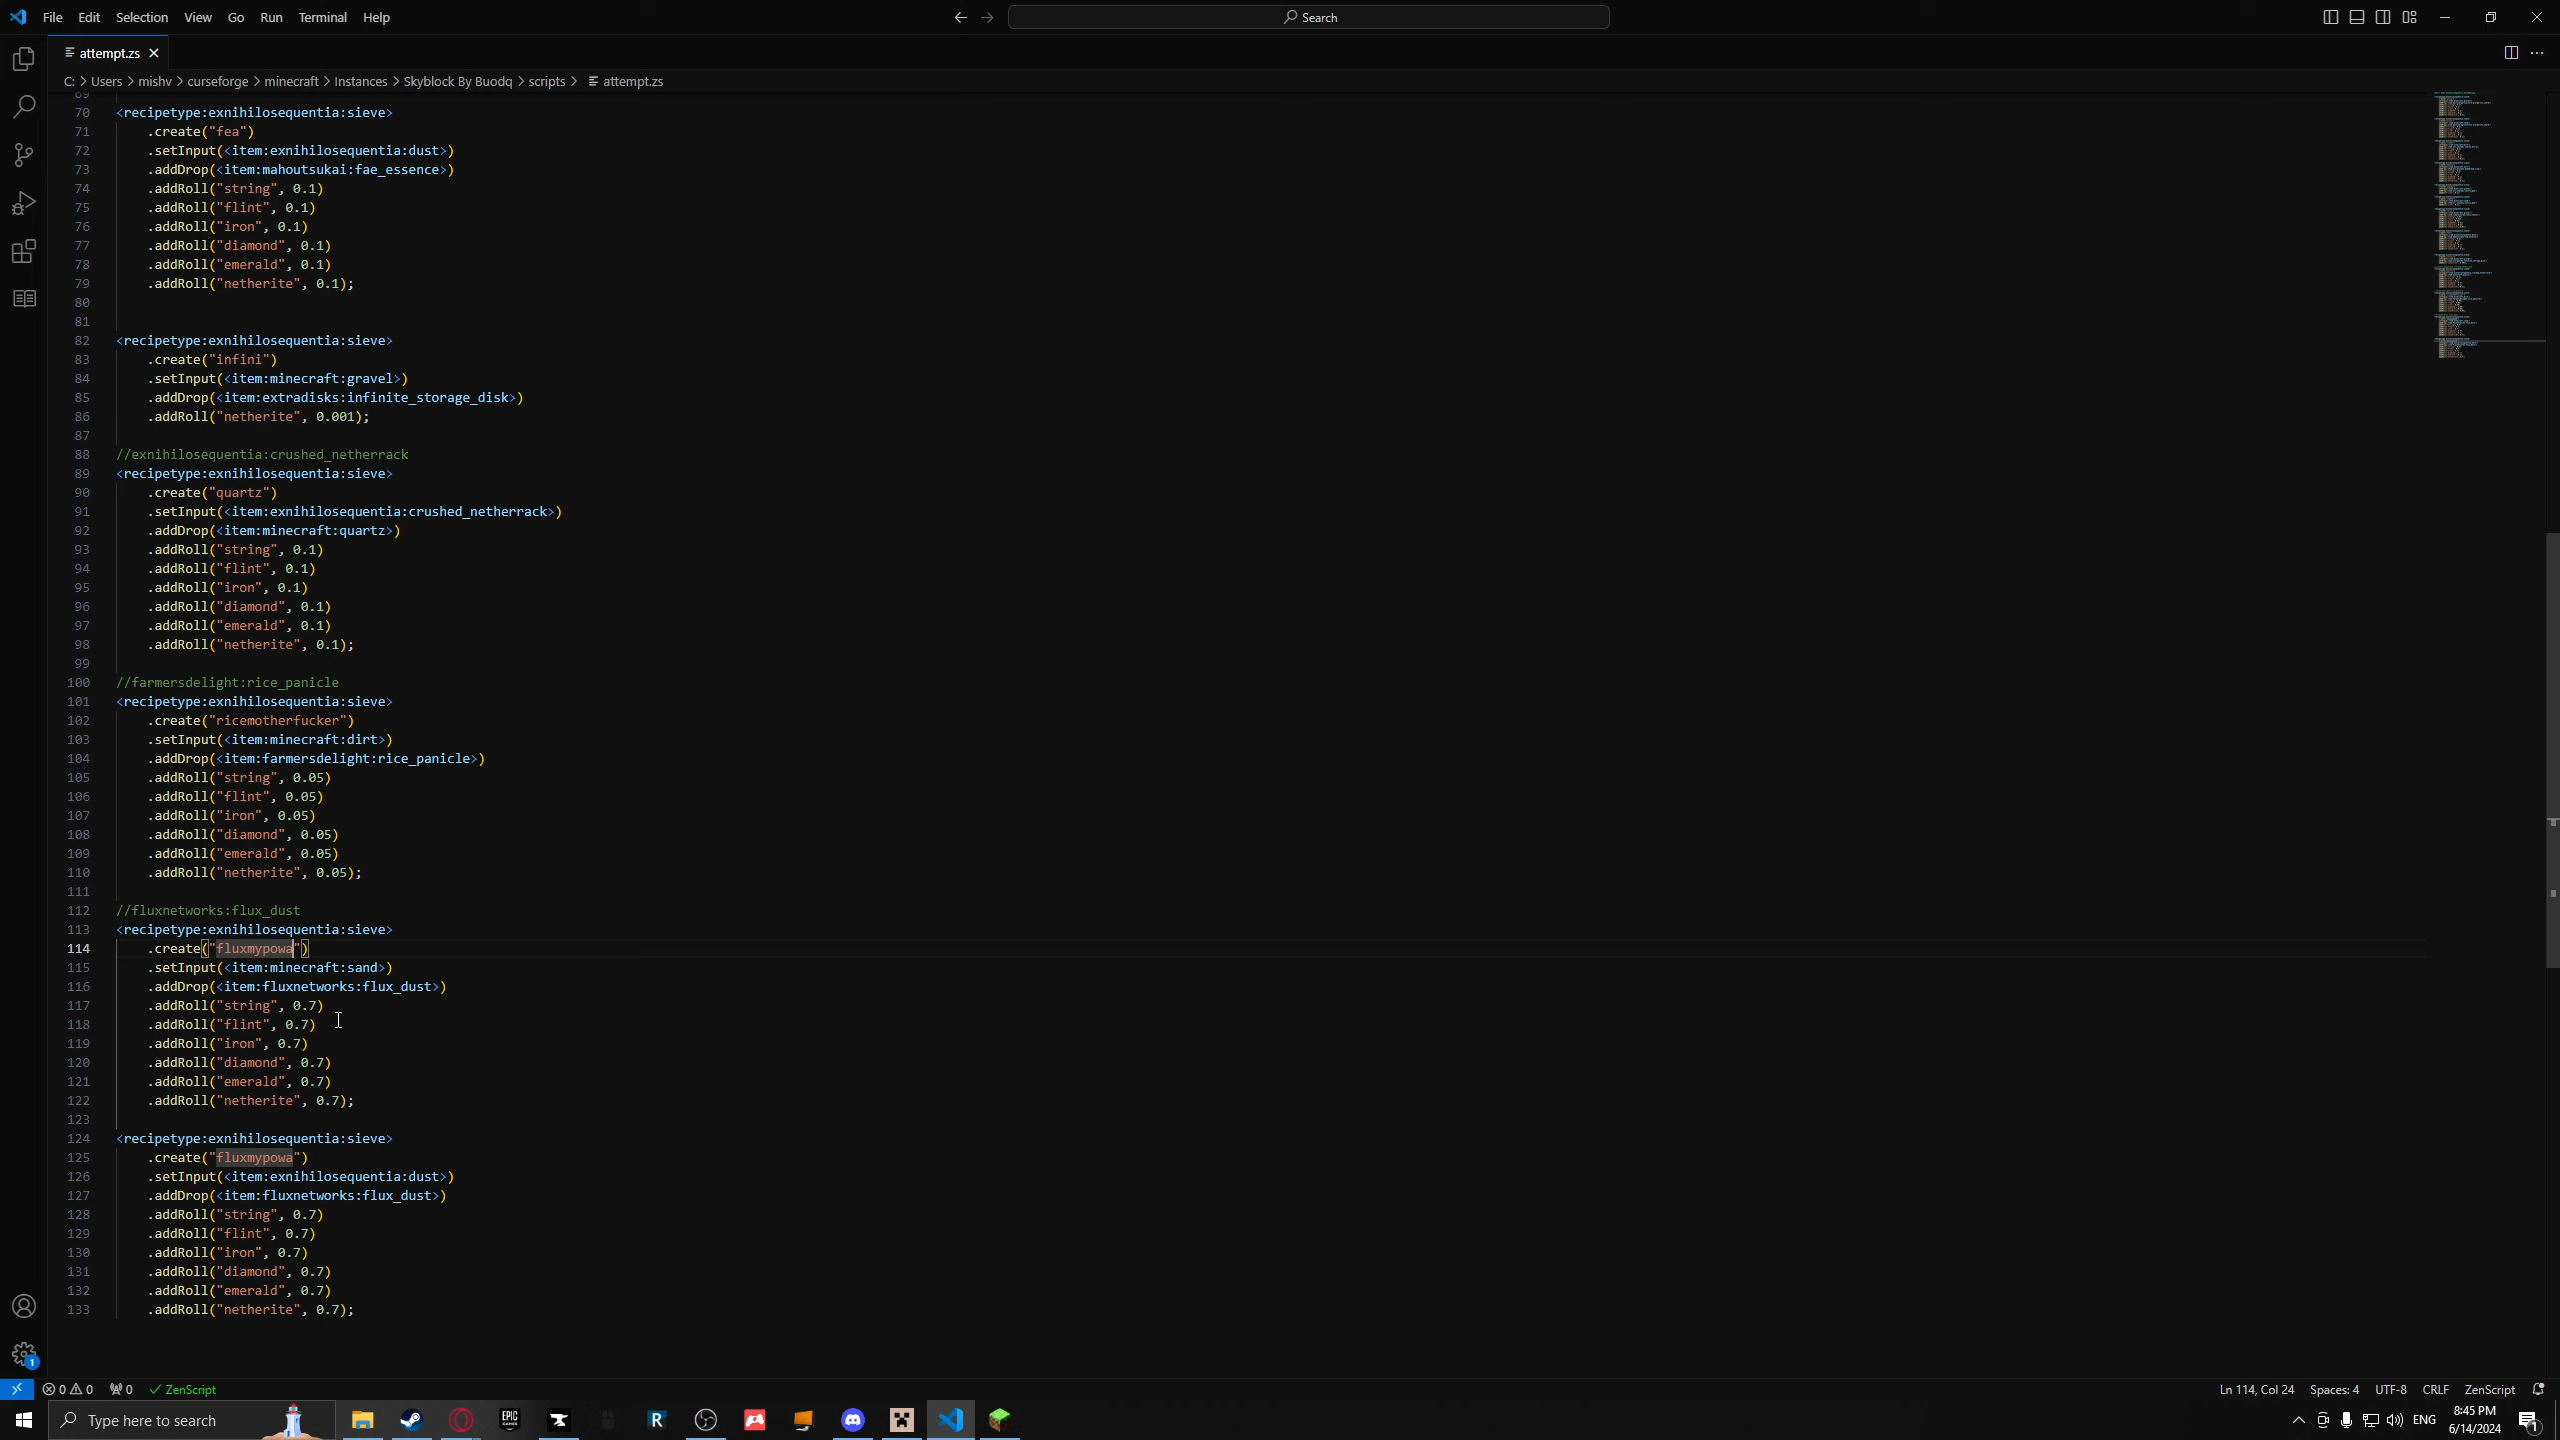 File Edit Selection View Go Run Terminal Help Search
attempt.zs
C: > Users > mishv > curseforge > minecraft > Instances > Skyblock By Buodq > scripts > attempt.zs
69
70 <recipetype:exnihilosequentia:sieve>
71 .create("fea")
72 .setInput(<item:exnihilosequentia:dust>)
73 .addDrop(<item:mahoutsukai:fae_essence>)
74 .addRoll("string", 0.1)
75 .addRoll("flint", 0.1)
76 .addRoll("iron", 0.1)
77 .addRoll("diamond", 0.1)
78 .addRoll("emerald", 0.1)
79 .addRoll("netherite", 0.1);
80
81
82 <recipetype:exnihilosequentia:sieve>
83 .create("infini")
84 .setInput(<item:minecraft:gravel>)
85 .addDrop(<item:extradisks:infinite_storage_disk>)
86 .addRoll("netherite", 0.001);
87
88 //exnihilosequentia:crushed_netherrack
89 <recipetype:exnihilosequentia:sieve>
90 .create("quartz")
91 .setInput(<item:exnihilosequentia:crushed_netherrack>)
92 .addDrop(<item:minecraft:quartz>)
93 .addRoll("string", 0.1)
94 .addRoll("flint", 0.1)
95 .addRoll("iron", 0.1)
96 .addRoll("diamond", 0.1)
97 .addRoll("emerald", 0.1)
98 .addRoll("netherite", 0.1);
99
100 //farmersdelight:rice_panicle
101 <recipetype:exnihilosequentia:sieve>
102 .create("ricemotherfucker")
103 .setInput(<item:minecraft:dirt>)
104 .addDrop(<item:farmersdelight:rice_panicle>)
105 .addRoll("string", 0.05)
106 .addRoll("flint", 0.05)
107 .addRoll("iron", 0.05)
108 .addRoll("diamond", 0.05)
109 .addRoll("emerald", 0.05)
110 .addRoll("netherite", 0.05);
111
112 //fluxnetworks:flux_dust
113 <recipetype:exnihilosequentia:sieve>
114 .create("fluxmypowa")
115 .setInput(<item:minecraft:sand>)
116 .addDrop(<item:fluxnetworks:flux_dust>)
117 .addRoll("string", 0.7)
118 .addRoll("flint", 0.7)
119 .addRoll("iron", 0.7)
120 .addRoll("diamond", 0.7)
121 .addRoll("emerald", 0.7)
122 .addRoll("netherite", 0.7);
123
124 <recipetype:exnihilosequentia:sieve>
125 .create("fluxmypowa")
126 .setInput(<item:exnihilosequentia:dust>)
127 .addDrop(<item:fluxnetworks:flux_dust>)
128 .addRoll("string", 0.7)
129 .addRoll("flint", 0.7)
130 .addRoll("iron", 0.7)
131 .addRoll("diamond", 0.7)
132 .addRoll("emerald", 0.7)
133 .addRoll("netherite", 0.7);
1
0 0 0 ZenScript Ln 114, Col 24 Spaces: 4 UTF-8 CRLF ZenScript
Type here to search EPIC GAMES R ENG 8:45 PM
6/14/2024 1